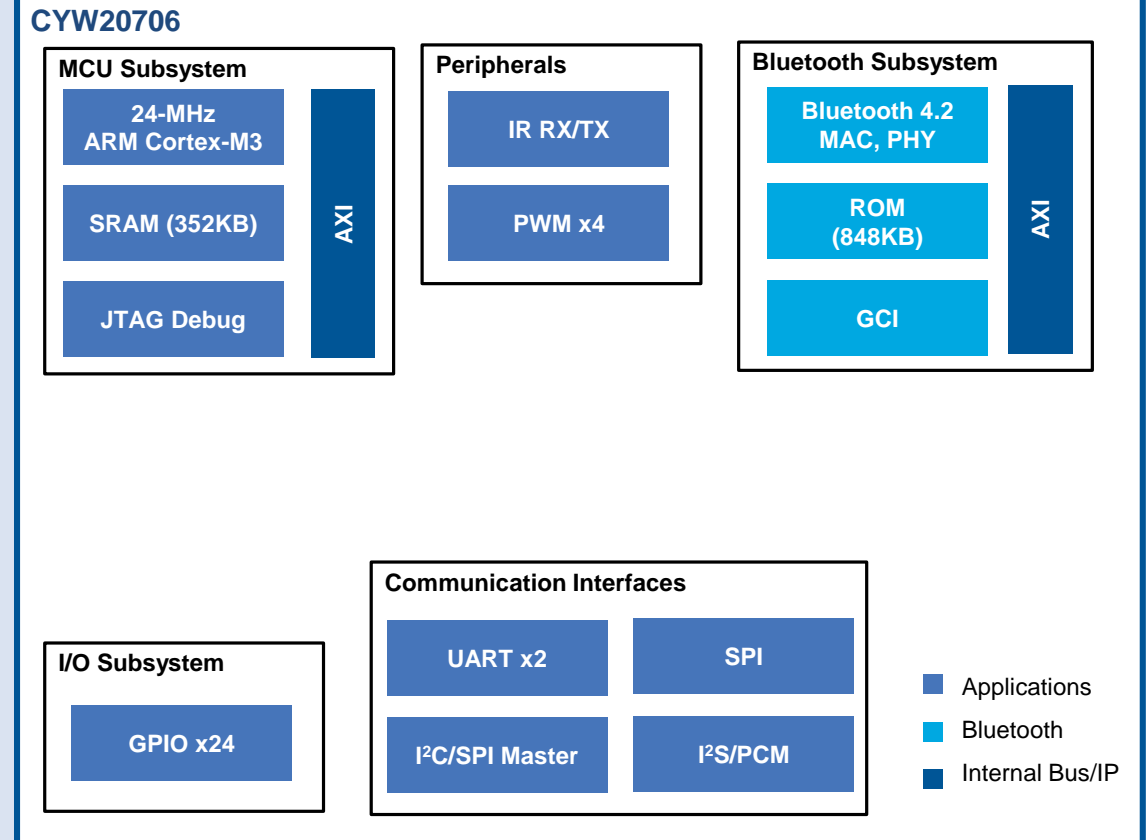 CYW20706
MCU Subsystem
24-MHz
ARM Cortex-M3
SRAM (352KB)
JTAG Debug
AXI
Peripherals
IR RX/TX
PWM x4
Bluetooth Subsystem
Bluetooth 4.2
MAC, PHY
ROM
(848KB)
GCI
AXI
I/O Subsystem
GPIO x24
Communication Interfaces
UART x2
SPI
I²C/SPI Master
I²S/PCM
Applications
Bluetooth
Internal Bus/IP